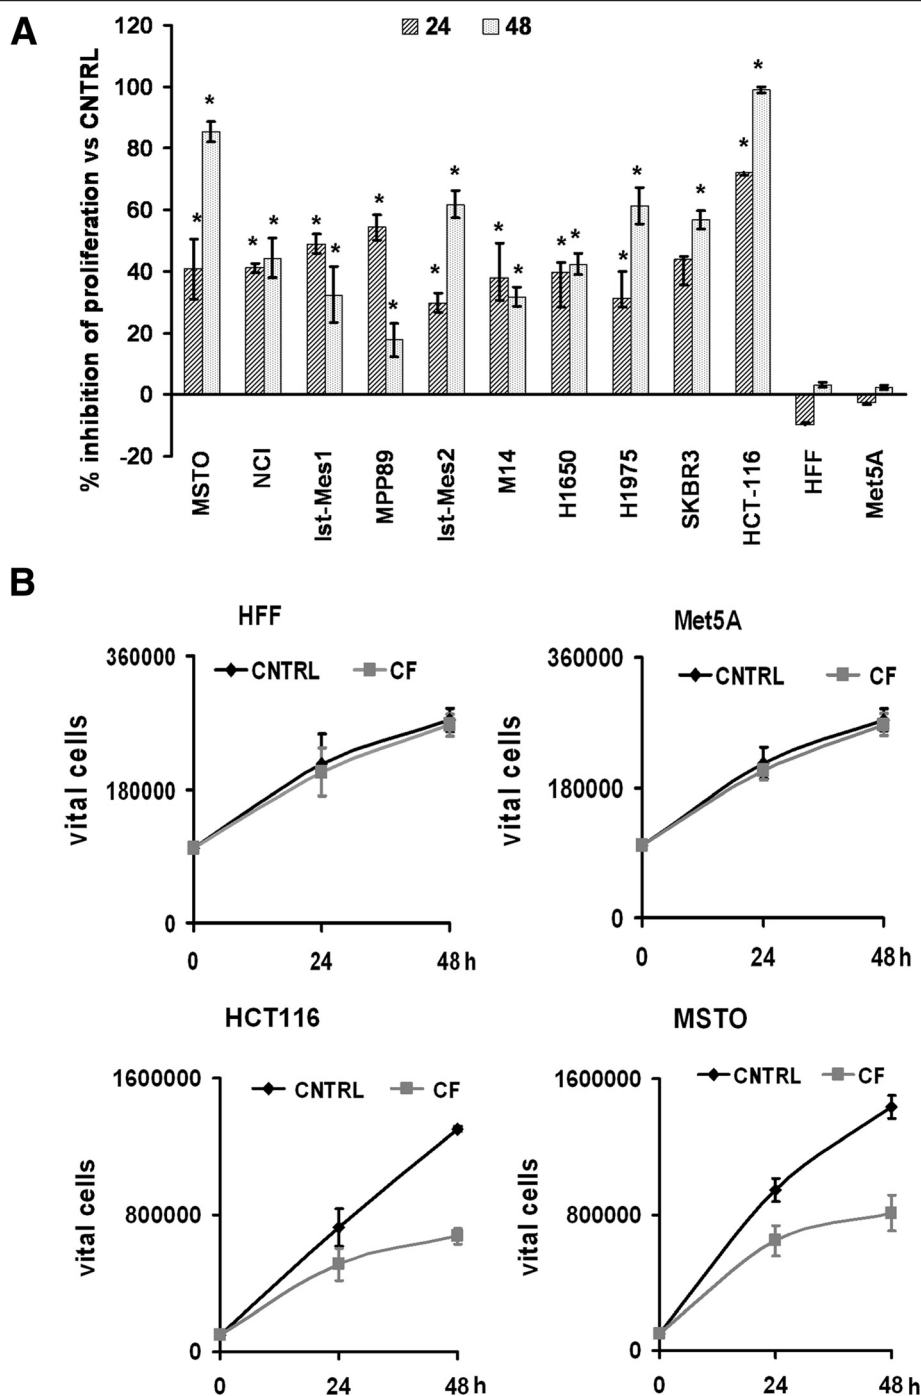 A
24 48
% inhibition of proliferation vs CNTRL
120
100
80
60
40
20
0
-20
* * * * * * * * * * * * * * * * * * *
MSTO NCI Ist-Mes1 MPP89 Ist-Mes2 M14 H1650 H1975 SKBR3 HCT-116 HFF Met5A
B
HFF
CNTRL CF
vital cells
360000
180000
0
0 24 48 h
Met5A
CNTRL CF
vital cells
360000
180000
0
0 24 48 h
HCT116
CNTRL CF
vital cells
1600000
800000
0
0 24 48 h
MSTO
CNTRL CF
vital cells
1600000
800000
0
0 24 48 h